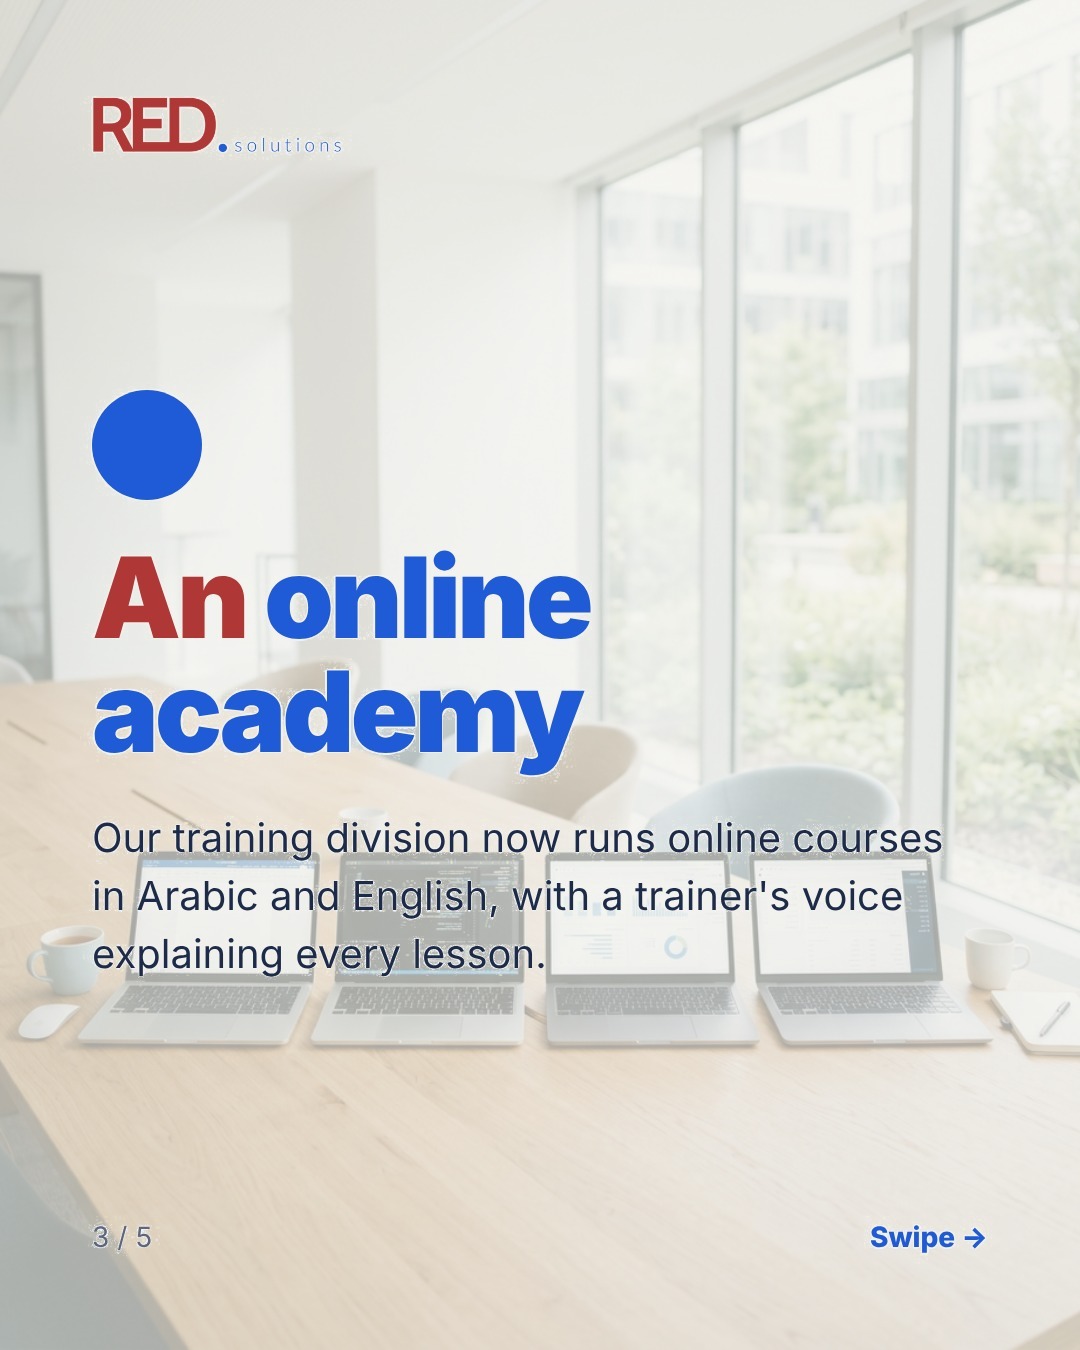 RED.solutions
An online
academy
Our training division now runs online courses
in Arabic and English, with a trainer's voice
explaining every lesson.
3 / 5
Swipe →